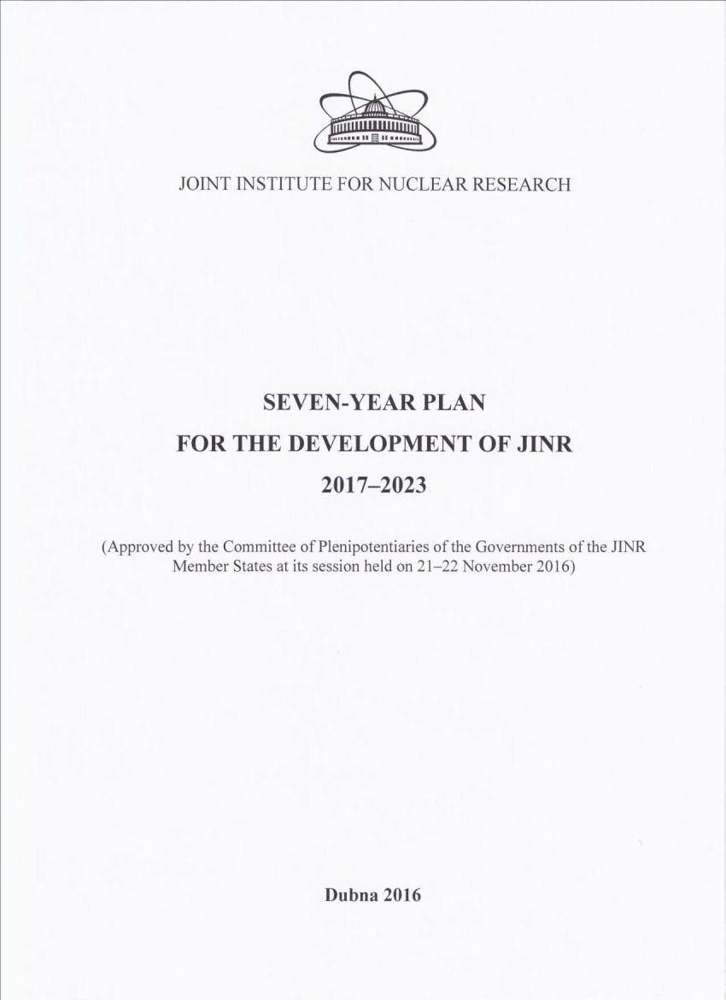 JOINT INSTITUTE FOR NUCLEAR RESEARCH
SEVEN-YEAR PLAN
FOR THE DEVELOPMENT OF JINR
2017–2023
(Approved by the Committee of Plenipotentiaries of the Governments of the JINR
Member States at its session held on 21–22 November 2016)
Dubna 2016